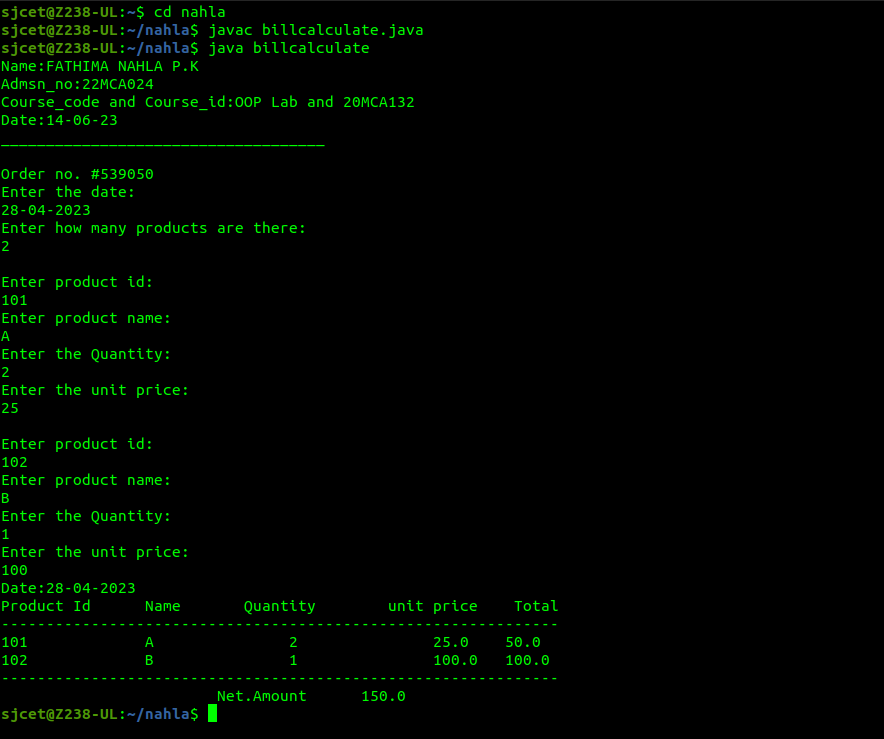 sjcet@Z238-UL:~$ cd nahla
sjcet@Z238-UL:~/nahla$ javac billcalculate.java
sjcet@Z238-UL:~/nahla$ java billcalculate
Name:FATHIMA NAHLA P.K
Admsn_no:22MCA024
Course_code and Course_id:OOP Lab and 20MCA132
Date:14-06-23
____________________________________
Order no. #539050
Enter the date:
28-04-2023
Enter how many products are there:
2
Enter product id:
101
Enter product name:
A
Enter the Quantity:
2
Enter the unit price:
25
Enter product id:
102
Enter product name:
B
Enter the Quantity:
1
Enter the unit price:
100
Date:28-04-2023
Product Id      Name       Quantity        unit price    Total
--------------------------------------------------------------
101             A               2               25.0    50.0
102             B               1               100.0   100.0
--------------------------------------------------------------
                        Net.Amount      150.0
sjcet@Z238-UL:~/nahla$